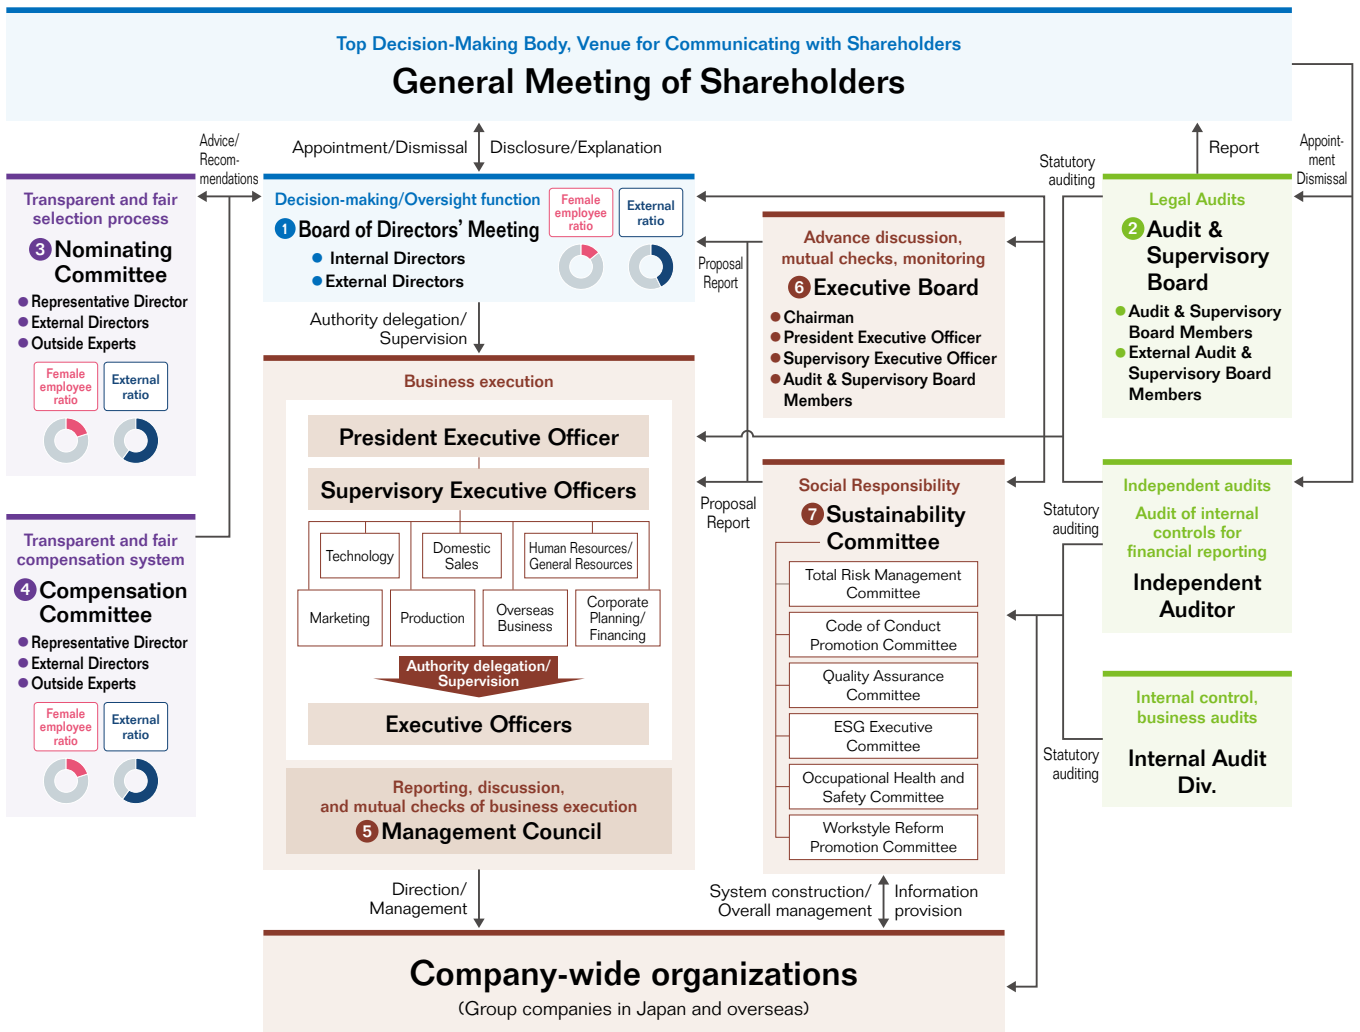 Top Decision-Making Body, Venue for Communicating with Shareholders
General Meeting of Shareholders
Advice/
Recom-
mendations
Appointment/Dismissal
Disclosure/Explanation
Statutory
auditing
Report
Appoint-
ment
Dismissal
Transparent and fair
selection process
3 Nominating
Committee
Representative Director
External Directors
Outside Experts
Female
employee
ratio
External
ratio
Decision-making/Oversight function
1 Board of Directors' Meeting
Internal Directors
External Directors
Female
employee
ratio
External
ratio
Proposal
Report
Advance discussion,
mutual checks, monitoring
6 Executive Board
Chairman
President Executive Officer
Supervisory Executive Officer
Audit & Supervisory Board
Members
Legal Audits
2 Audit &
Supervisory
Board
Audit & Supervisory
Board Members
External Audit &
Supervisory Board
Members
Authority delegation/
Supervision
Business execution
President Executive Officer
Supervisory Executive Officers
Technology
Domestic
Sales
Human Resources/
General Resources
Marketing
Production
Overseas
Business
Corporate
Planning/
Financing
Authority delegation/
Supervision
Executive Officers
Reporting, discussion,
and mutual checks of business execution
5 Management Council
Transparent and fair
compensation system
4 Compensation
Committee
Representative Director
External Directors
Outside Experts
Female
employee
ratio
External
ratio
Proposal
Report
Social Responsibility
7 Sustainability
Committee
Total Risk Management
Committee
Code of Conduct
Promotion Committee
Quality Assurance
Committee
ESG Executive
Committee
Occupational Health and
Safety Committee
Workstyle Reform
Promotion Committee
Statutory
auditing
Independent audits
Audit of internal
controls for
financial reporting
Independent
Auditor
Statutory
auditing
Internal control,
business audits
Internal Audit
Div.
Direction/
Management
System construction/
Overall management
Information
provision
Company-wide organizations
(Group companies in Japan and overseas)